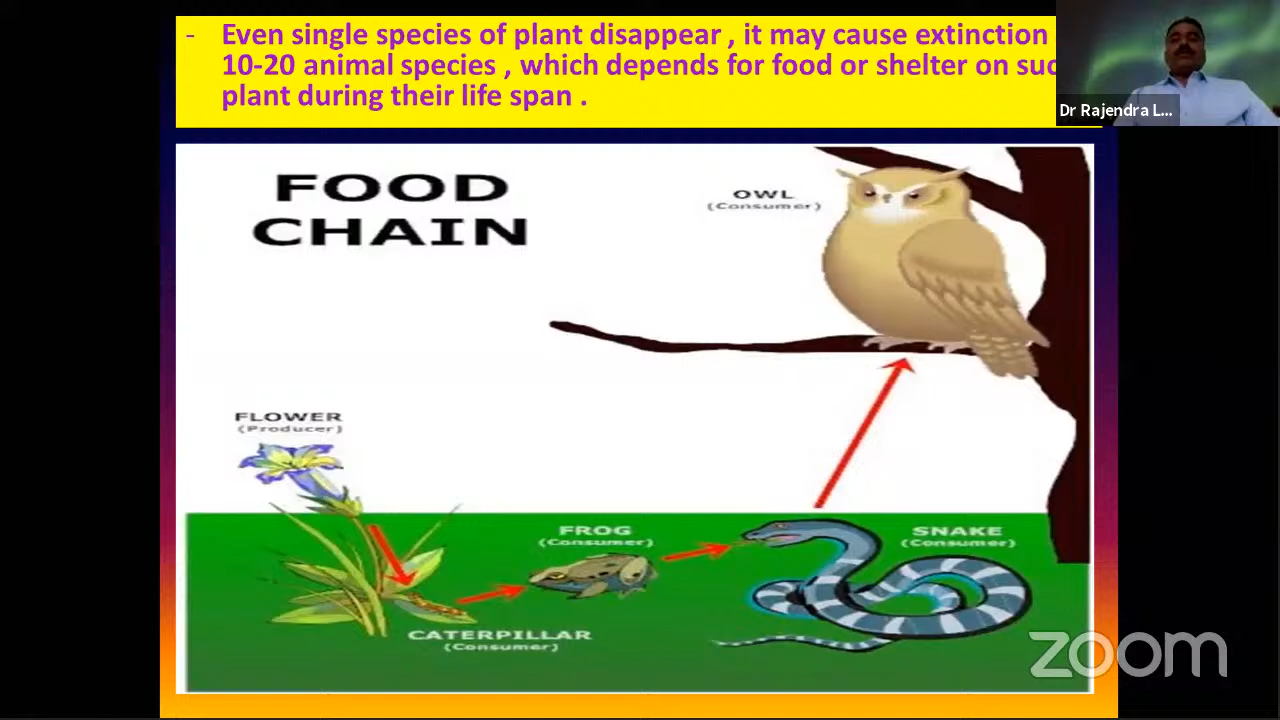 - Even single species of plant disappear , it may cause extinction
10-20 animal species , which depends for food or shelter on
plant during their life span .
Dr Rajendra L...
FOOD
CHAIN
OWL
(Consumer)
FLOWER
(Producer)
FROG
(Consumer)
SNAKE
(Consumer)
CATERPILLAR
(Consumer)
zoom